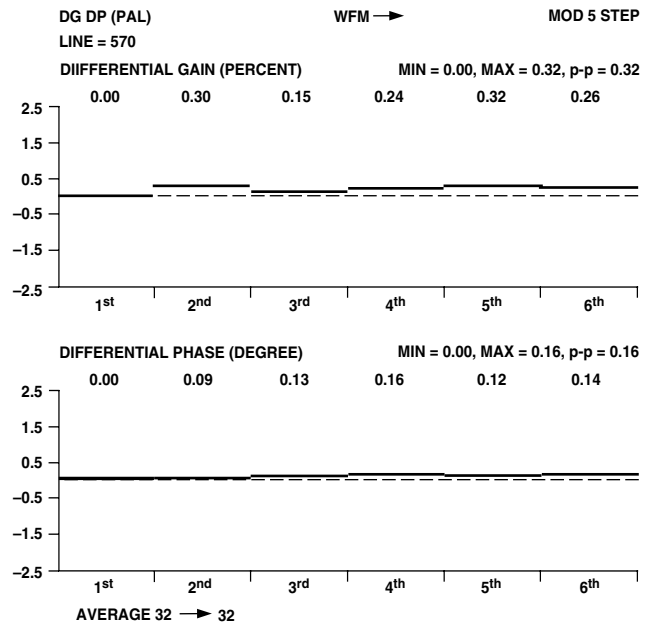 DG DP (PAL) WFM → MOD 5 STEP
LINE = 570
DIIFFERENTIAL GAIN (PERCENT) MIN = 0.00, MAX = 0.32, p-p = 0.32
0.00 0.30 0.15 0.24 0.32 0.26
2.5
1.5
0.5
–0.5
–1.5
–2.5
1st 2nd 3rd 4th 5th 6th
DIFFERENTIAL PHASE (DEGREE) MIN = 0.00, MAX = 0.16, p-p = 0.16
0.00 0.09 0.13 0.16 0.12 0.14
2.5
1.5
0.5
–0.5
–1.5
–2.5
1st 2nd 3rd 4th 5th 6th
AVERAGE 32 → 32